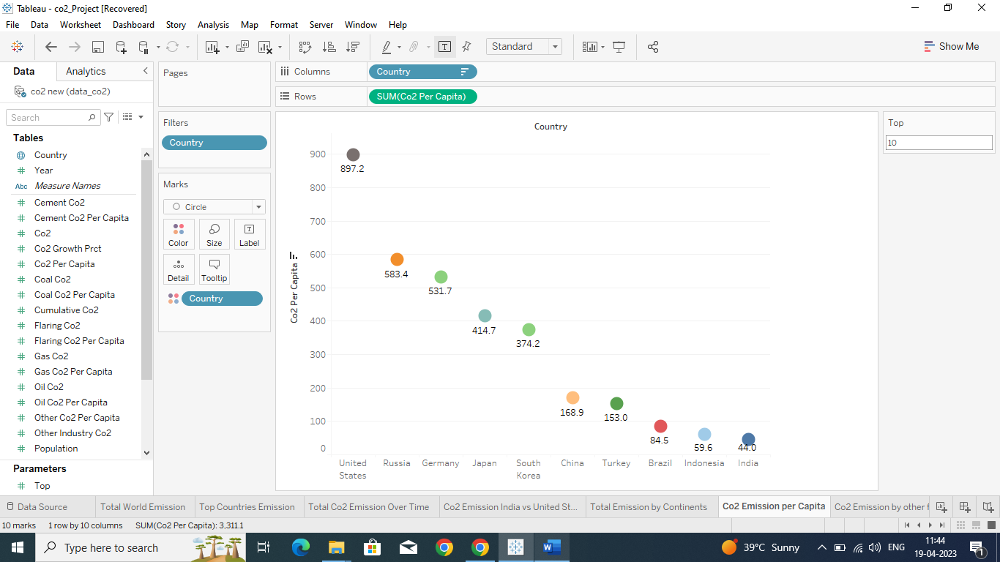 Tableau - co2_Project [Recovered]
File Data Worksheet Dashboard Story Analysis Map Format Server Window Help
Standard
Show Me
Data Analytics
co2 new (data_co2)
Search
Tables
Country
Year
Abc Measure Names
Cement Co2
Cement Co2 Per Capita
Co2
Co2 Growth Prct
Co2 Per Capita
Coal Co2
Coal Co2 Per Capita
Cumulative Co2
Flaring Co2
Flaring Co2 Per Capita
Gas Co2
Gas Co2 Per Capita
Oil Co2
Oil Co2 Per Capita
Other Co2 Per Capita
Other Industry Co2
Population
Parameters
Top
Pages
Filters
Country
Marks
Circle
Color Size Label
Detail Tooltip
Country
Columns Country
Rows SUM(Co2 Per Capita)
Country
Co2 Per Capita
900
800
700
600
500
400
300
200
100
0
897.2
583.4
531.7
414.7
374.2
168.9
153.0
84.5
59.6
44.0
United States
Russia
Germany
Japan
South Korea
China
Turkey
Brazil
Indonesia
India
Top
10
Data Source Total World Emission Top Countries Emission Total Co2 Emission Over Time Co2 Emission India vs United St... Total Emission by Continents Co2 Emission per Capita Co2 Emission by other f
10 marks 1 row by 10 columns SUM(Co2 Per Capita): 3,311.1
Type here to search
39°C Sunny
ENG
11:44
19-04-2023
1